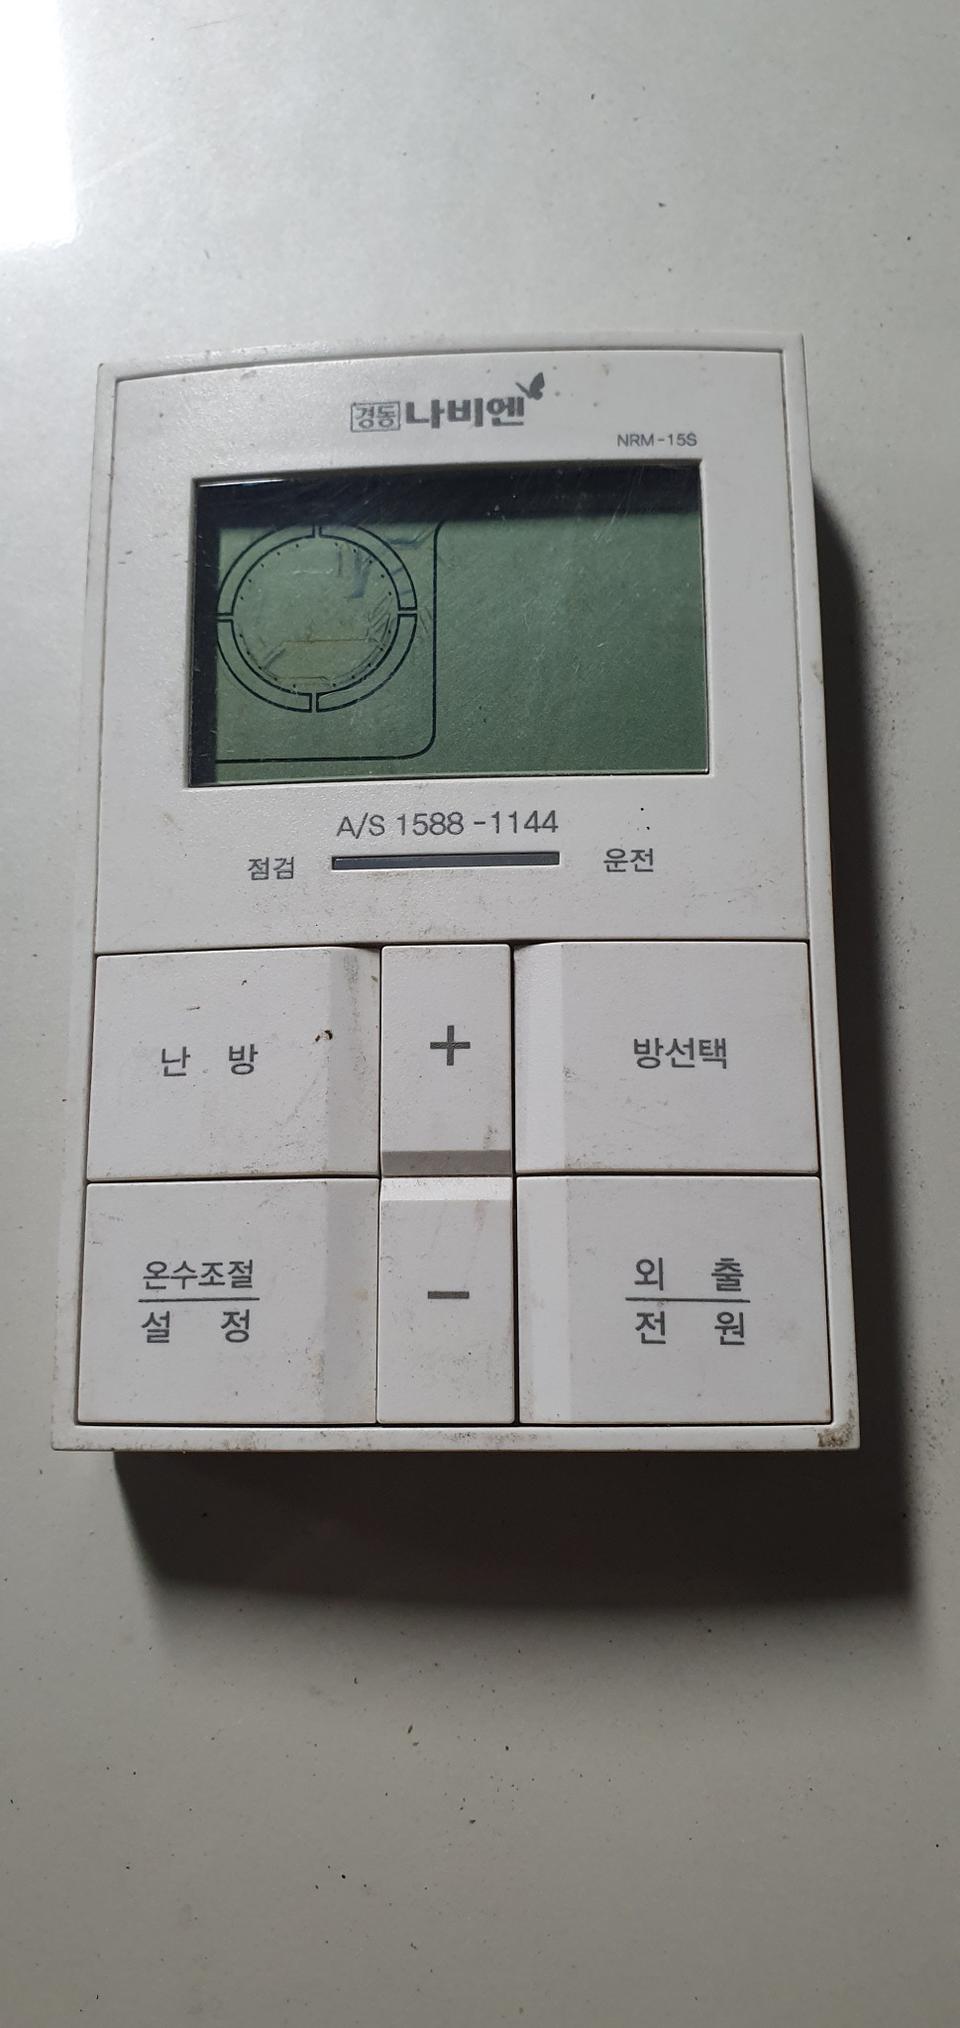 경동 나비엔
NRM-15S
A/S 1588-1144
점검 운전
난 방
+
방선택
온수조절
설 정
-
외 출
전 원